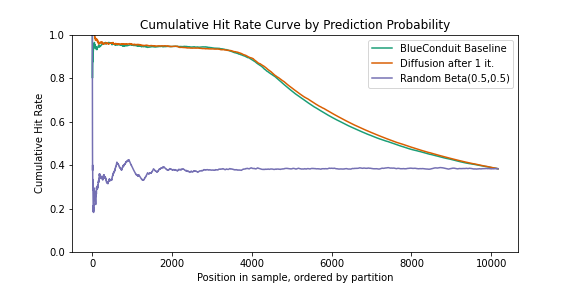 Cumulative Hit Rate Curve by Prediction Probability
BlueConduit Baseline
Diffusion after 1 it.
Random Beta(0.5,0.5)
Cumulative Hit Rate
1.0
0.8
0.6
0.4
0.2
0.0
0 2000 4000 6000 8000 10000
Position in sample, ordered by partition